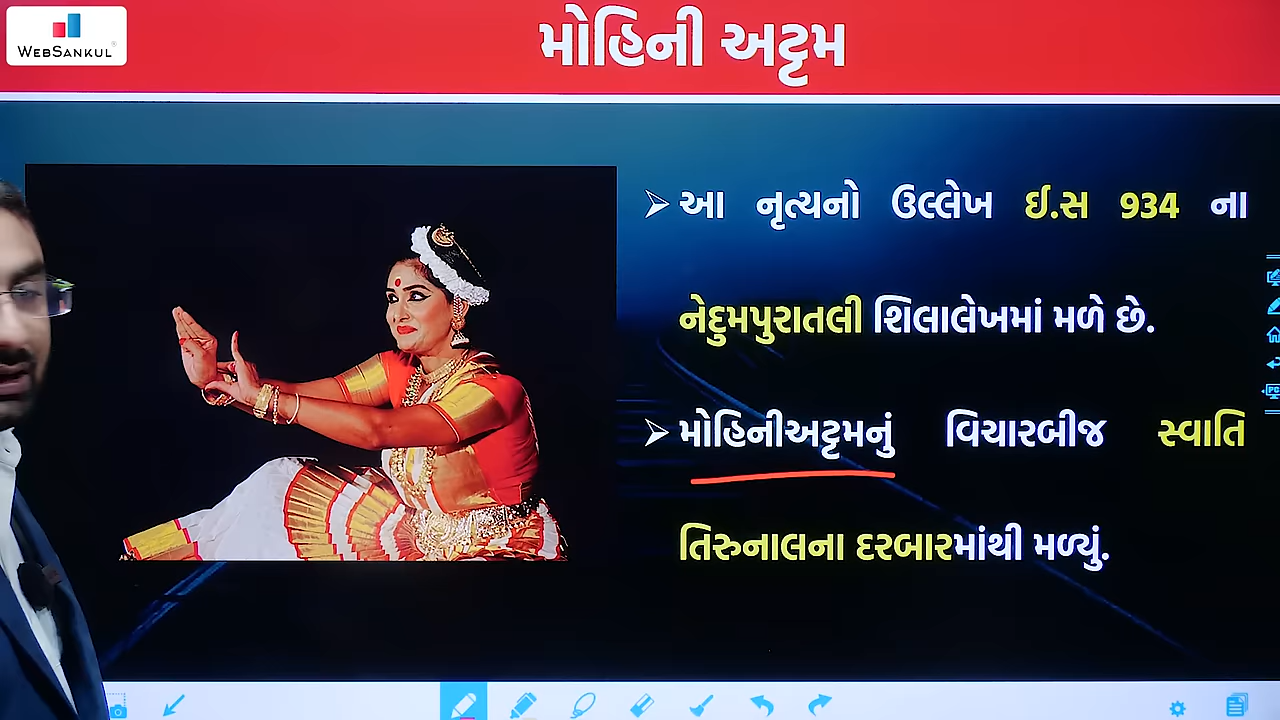 WEBSANKUL
મોહિની અટ્ટમ
➢ આ નૃત્યનો ઉલ્લેખ ઈ.સ 934 ના
નેદુમપુરાતલી શિલાલેખમાં મળે છે.
➢ મોહિનીઅટ્ટમનું વિચારબીજ સ્વાતિ
તિરુનાલના દરબારમાંથી મળ્યું.